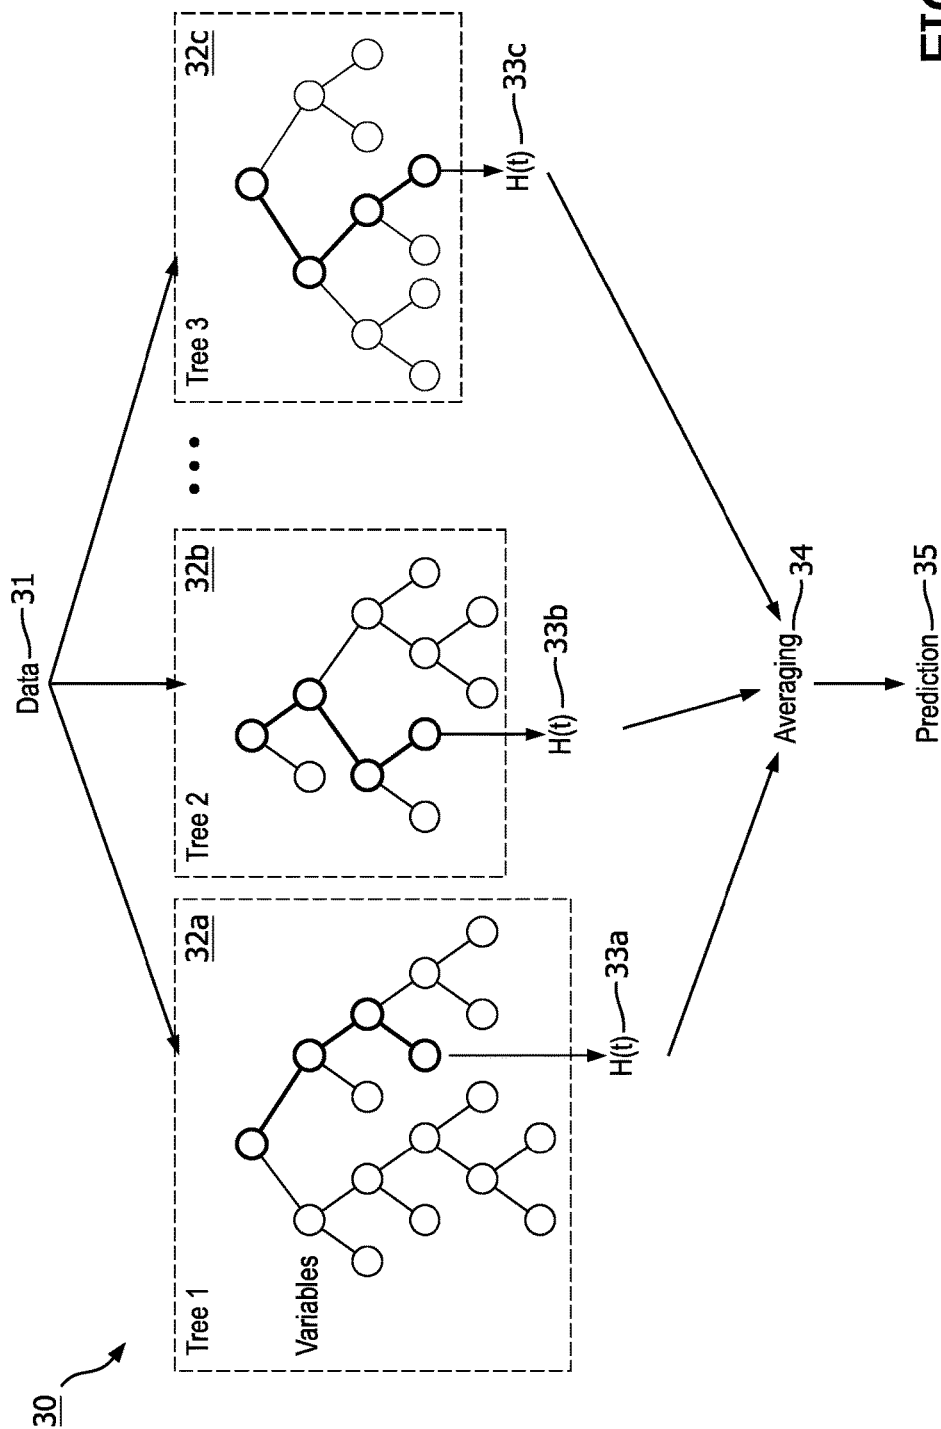 30
Data 31
Tree 1 32a
Tree 2 32b
...
Tree 3 32c
Variables
H(t) 33a
H(t) 33b
H(t) 33c
Averaging 34
Prediction 35